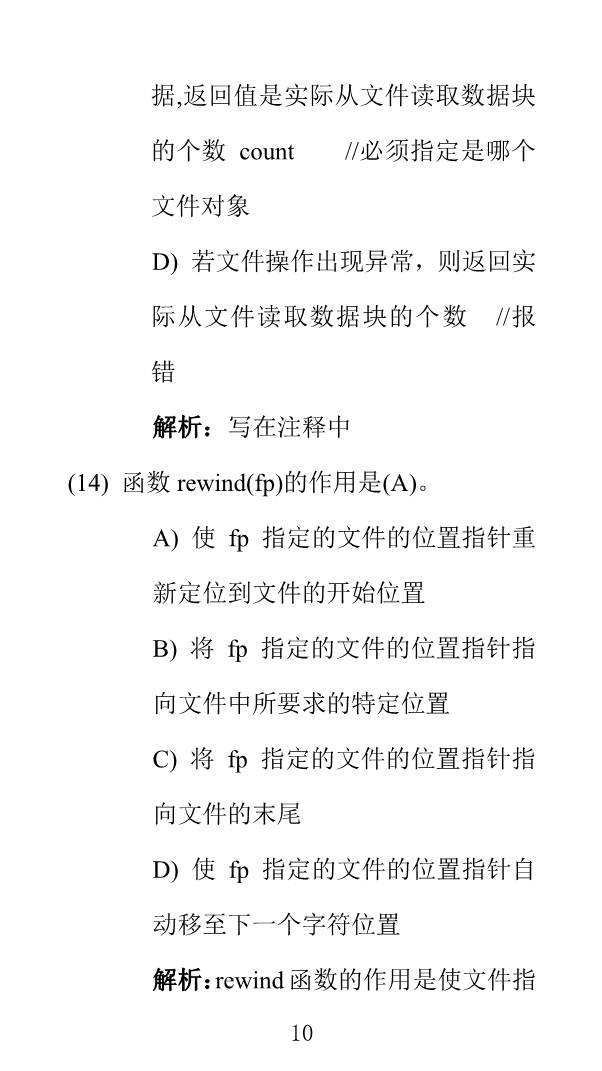 据,返回值是实际从文件读取数据块
的个数 count //必须指定是哪个
文件对象
D) 若文件操作出现异常，则返回实
际从文件读取数据块的个数 //报
错
解析：写在注释中
(14) 函数 rewind(fp)的作用是(A)。
A) 使 fp 指定的文件的位置指针重
新定位到文件的开始位置
B) 将 fp 指定的文件的位置指针指
向文件中所要求的特定位置
C) 将 fp 指定的文件的位置指针指
向文件的末尾
D) 使 fp 指定的文件的位置指针自
动移至下一个字符位置
解析：rewind 函数的作用是使文件指
10